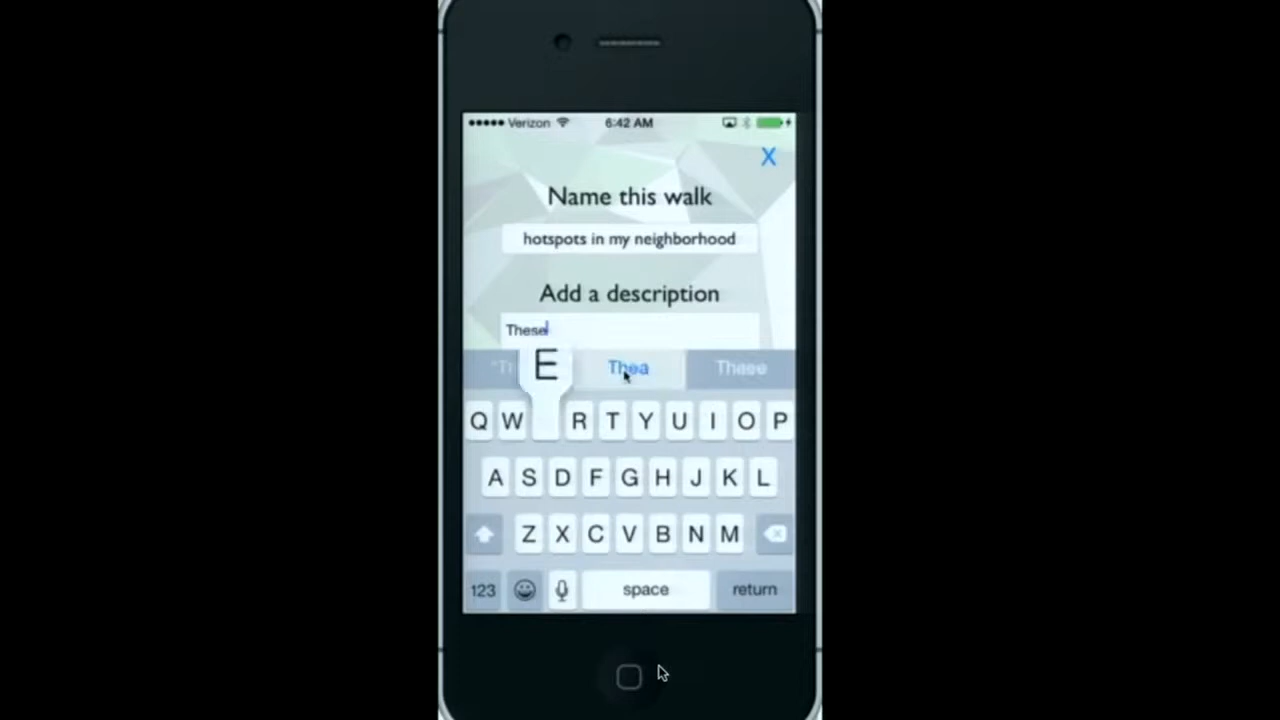 Verizon 6:42 AM
X
Name this walk
hotspots in my neighborhood
Add a description
These
"Th E Thea These
Q W R T Y U I O P
A S D F G H J K L
Z X C V B N M
123 space return